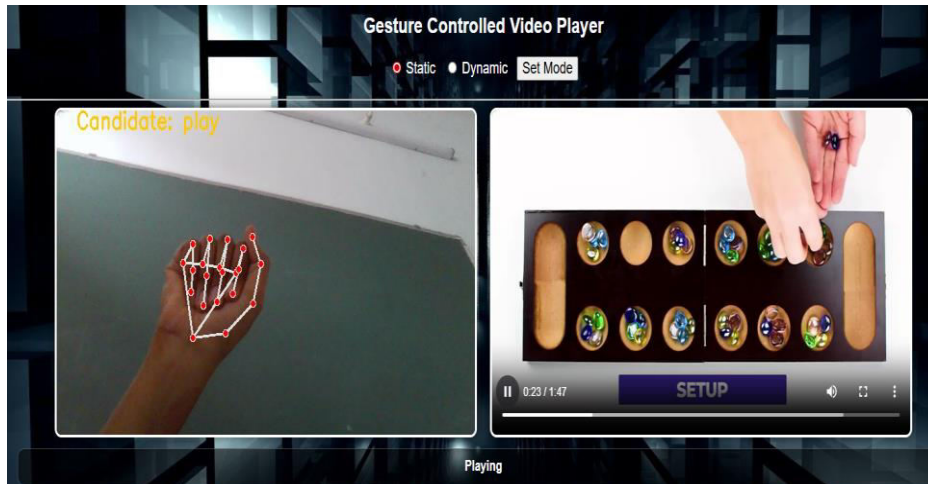 Gesture Controlled Video Player
Static Dynamic Set Mode
Candidate: play
0:23 / 1:47
SETUP
Playing